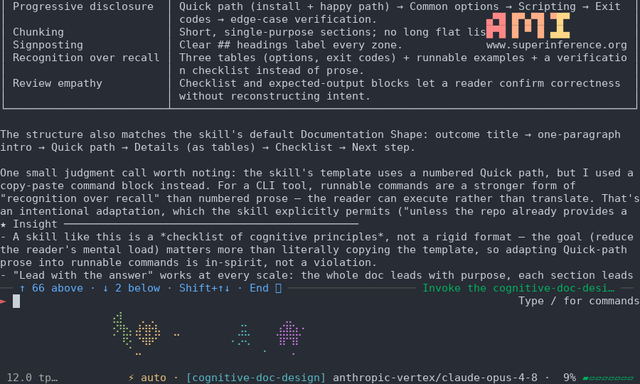 Progressive disclosure Quick path (install + happy path) → Common options → Scripting → Exit
codes → edge-case verification.
Chunking Short, single-purpose sections; no long flat lis
Signposting Clear ## headings label every zone. www.superinference.org
Recognition over recall Three tables (options, exit codes) + runnable examples + a verificatio
n checklist instead of prose.
Review empathy Checklist and expected-output blocks let a reader confirm correctness
without reconstructing intent.
The structure also matches the skill's default Documentation Shape: outcome title → one-paragraph
intro → Quick path → Details (as tables) → Checklist → Next step.
One small judgment call worth noting: the skill's template uses a numbered Quick path, but I used a
copy-paste command block instead. For a CLI tool, runnable commands are a stronger form of
"recognition over recall" than numbered prose — the reader can execute rather than translate. That's
an intentional adaptation, which the skill explicitly permits ("unless the repo already provides a
★ Insight
- A skill like this is a *checklist of cognitive principles*, not a rigid format — the goal (reduce
the reader's mental load) matters more than literally copying the template, so adapting Quick-path
prose into runnable commands is in-spirit, not a violation.
- "Lead with the answer" works at every scale: the whole doc leads with purpose, each section leads
↑ 66 above · ↓ 2 below · Shift+↑↓ · End Invoke the cognitive-doc-desi…
Type / for commands
12.0 tp… ⚡ auto · [cognitive-doc-design] anthropic-vertex/claude-opus-4-8 · 9%